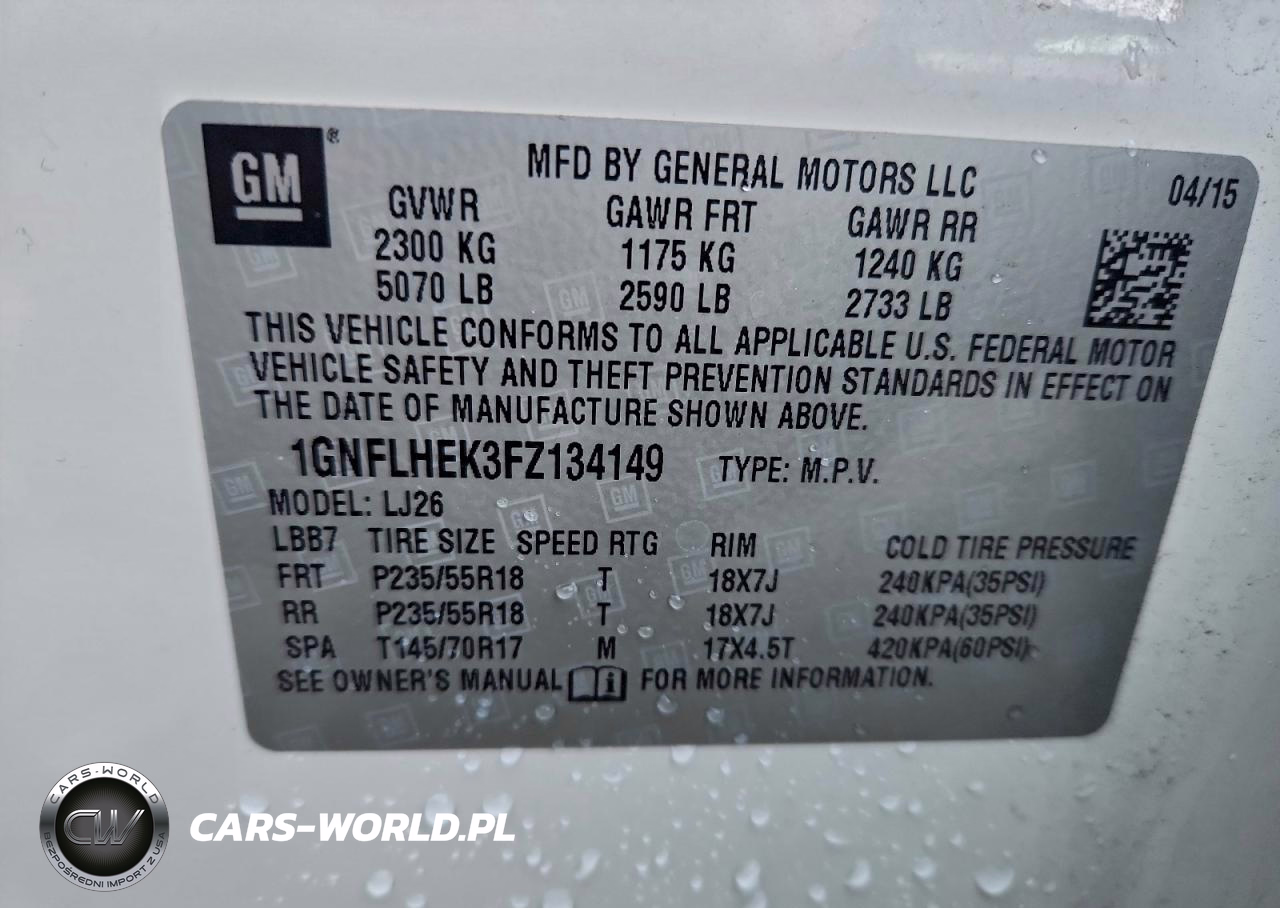 GM®
MFD BY GENERAL MOTORS LLC
04/15
GVWR GAWR FRT GAWR RR
2300 KG 1175 KG 1240 KG
5070 LB 2590 LB 2733 LB
THIS VEHICLE CONFORMS TO ALL APPLICABLE U.S. FEDERAL MOTOR
VEHICLE SAFETY AND THEFT PREVENTION STANDARDS IN EFFECT ON
THE DATE OF MANUFACTURE SHOWN ABOVE.
1GNFLHEK3FZ134149 TYPE: M.P.V.
MODEL: LJ26
LBB7 TIRE SIZE SPEED RTG RIM COLD TIRE PRESSURE
FRT P235/55R18 T 18X7J 240KPA(35PSI)
RR P235/55R18 T 18X7J 240KPA(35PSI)
SPA T145/70R17 M 17X4.5T 420KPA(60PSI)
SEE OWNER'S MANUAL i FOR MORE INFORMATION.
CARS-WORLD
CW
BEZPOŚREDNI IMPORT Z USA
CARS-WORLD.PL